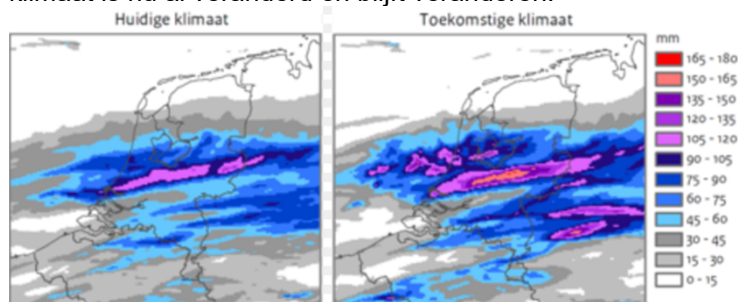 Huidige klimaat
Toekomstige klimaat
mm
165 - 180
150 - 165
135 - 150
120 - 135
105 - 120
90 - 105
75 - 90
60 - 75
45 - 60
30 - 45
15 - 30
0 - 15